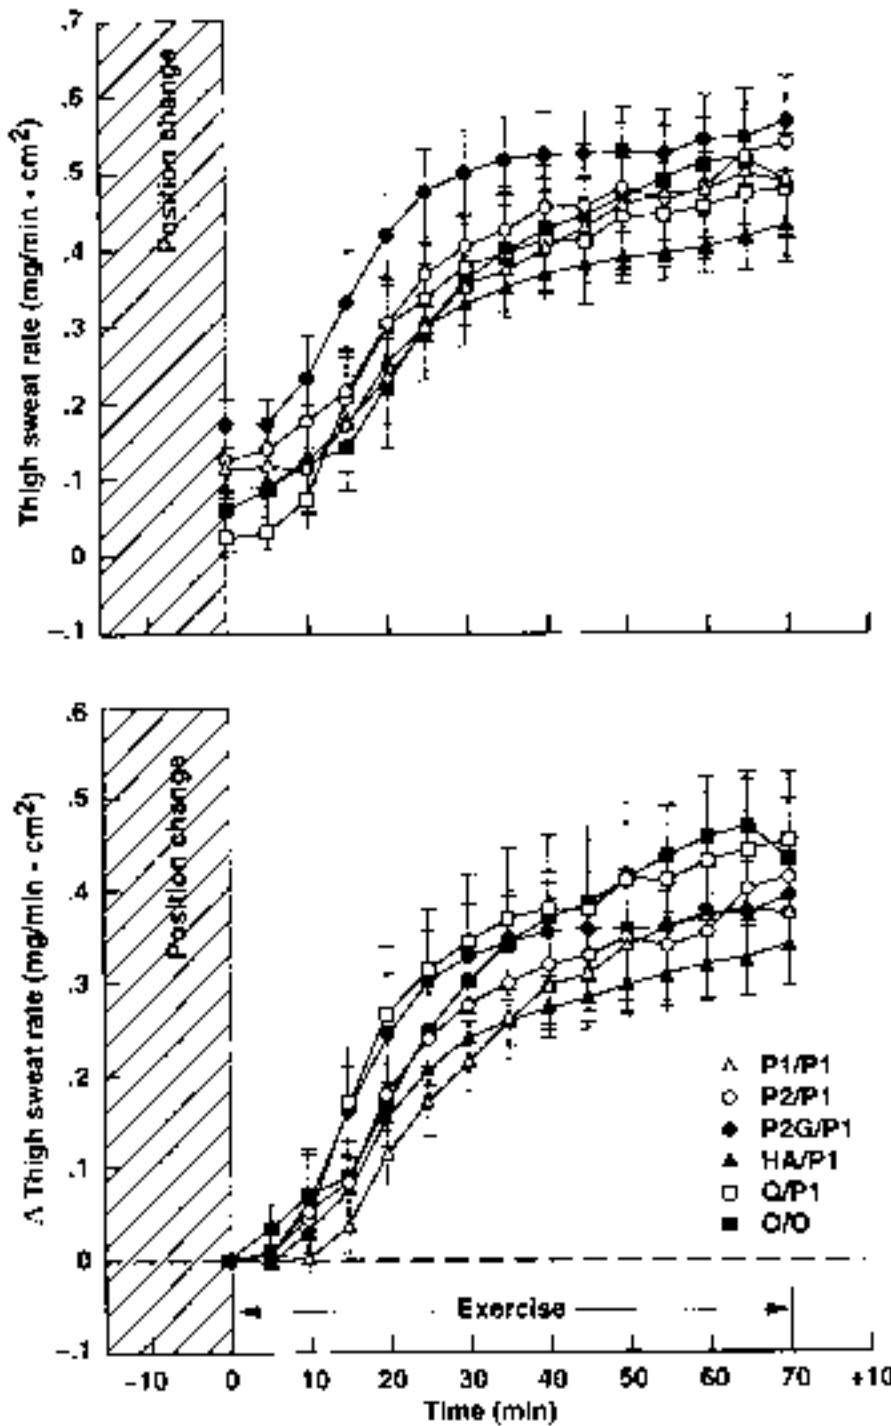 .7
.6
.5
.4
.3
.2
.1
0
-.1
Thigh sweat rate (mg/min • cm²)
Position change
.6
.5
.4
.3
.2
.1
0
-.1
Δ Thigh sweat rate (mg/min - cm²)
Position change
P1/P1
P2/P1
P2G/P1
HA/P1
Q/P1
O/O
Exercise
-10 0 10 20 30 40 50 60 70 +10
Time (min)